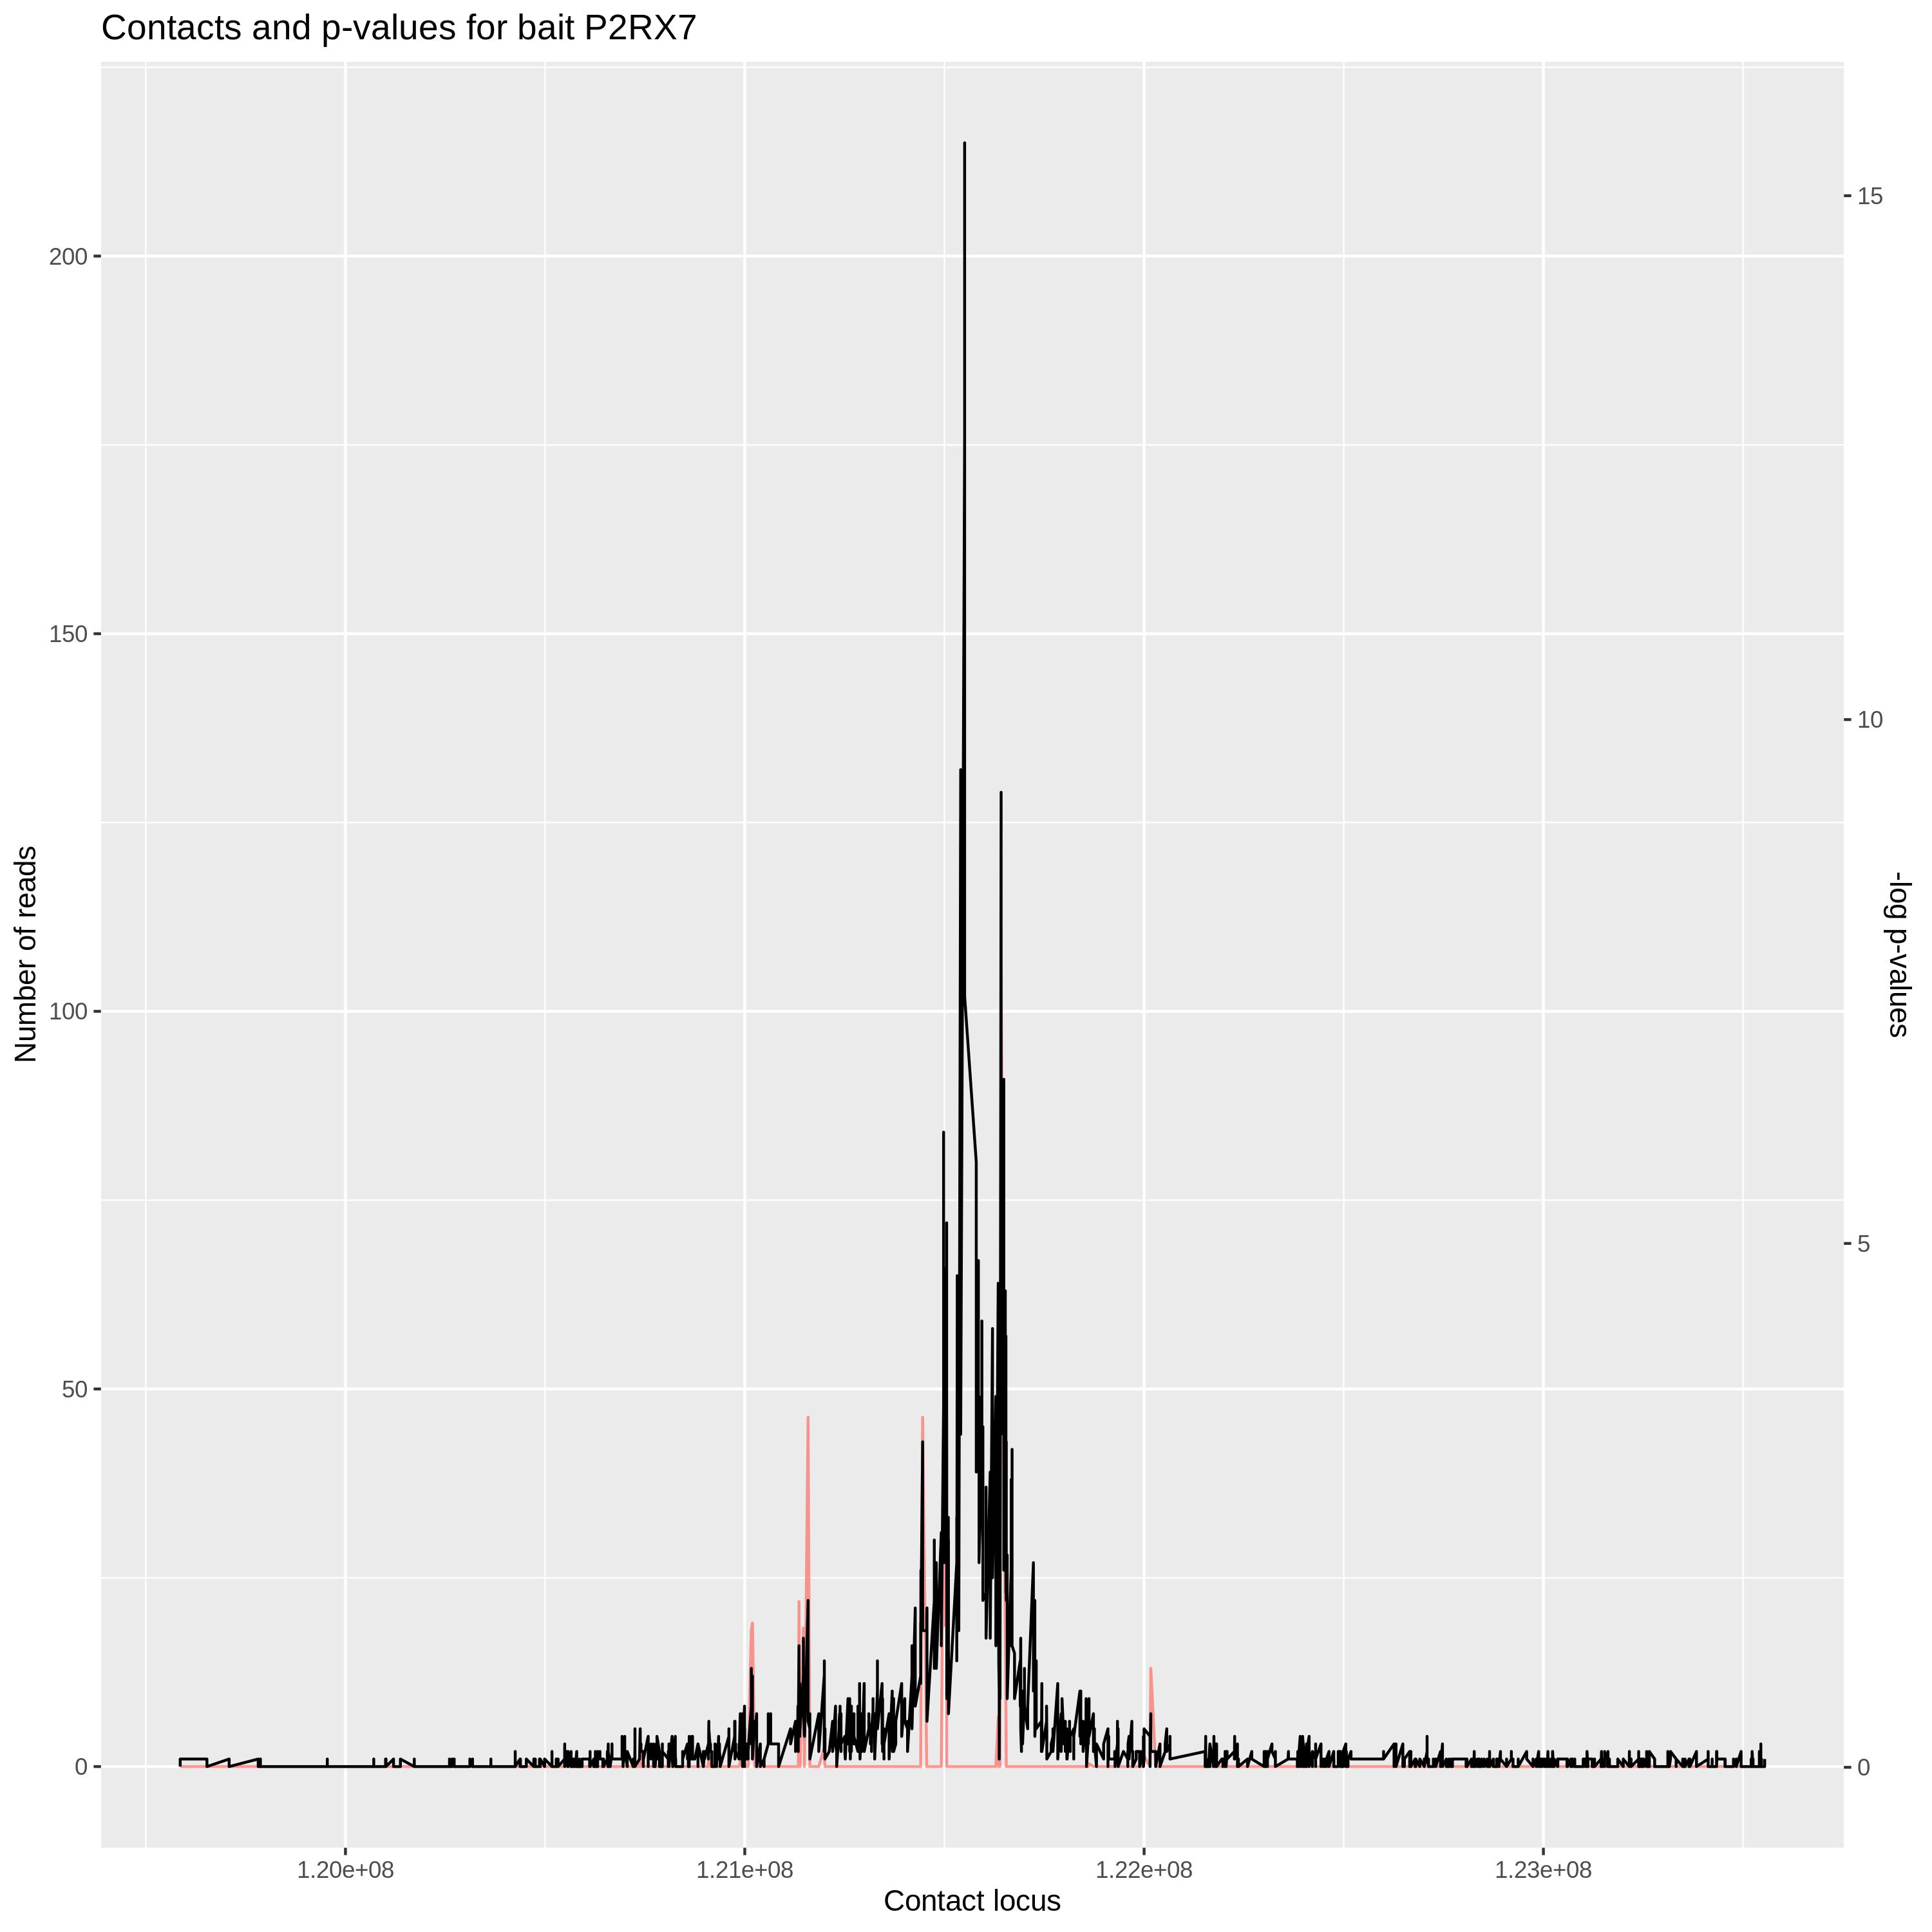 Contacts and p-values for bait P2RX7
200
150
100
50
0
Number of reads
15
10
5
0
-log p-values
1.20e+08
1.21e+08
1.22e+08
1.23e+08
Contact locus